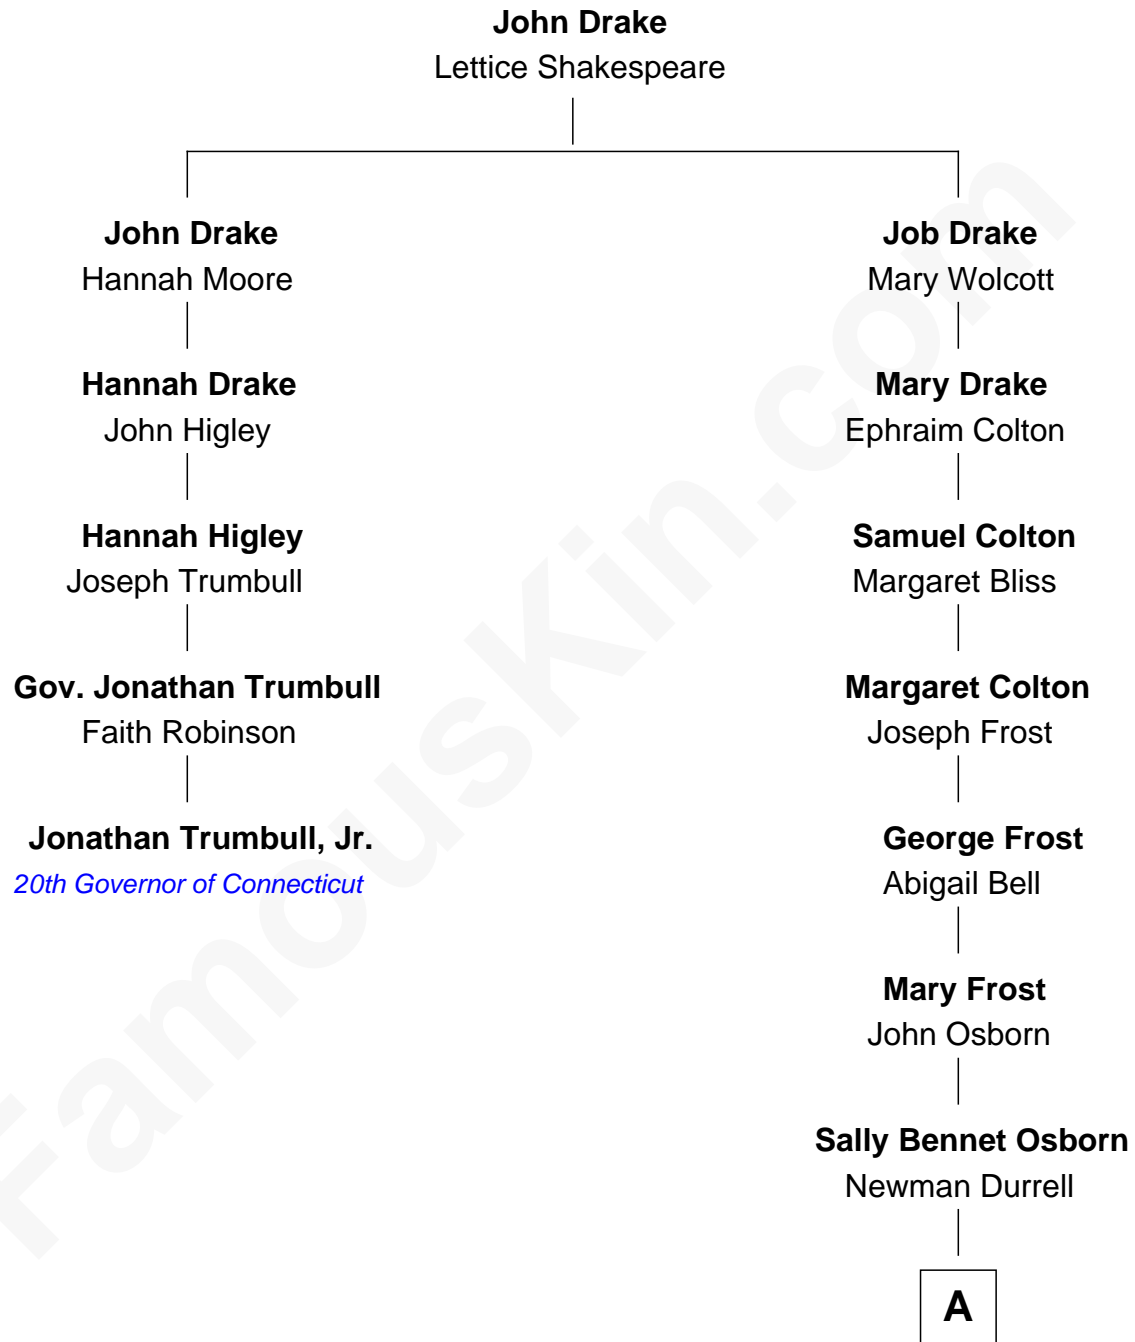 John Drake
Lettice Shakespeare
John Drake
Hannah Moore
Job Drake
Mary Wolcott
Hannah Drake
John Higley
Mary Drake
Ephraim Colton
Hannah Higley
Joseph Trumbull
Samuel Colton
Margaret Bliss
Gov. Jonathan Trumbull
Faith Robinson
Margaret Colton
Joseph Frost
Jonathan Trumbull, Jr.
20th Governor of Connecticut
George Frost
Abigail Bell
Mary Frost
John Osborn
Sally Bennet Osborn
Newman Durrell
A
FamousKin.com